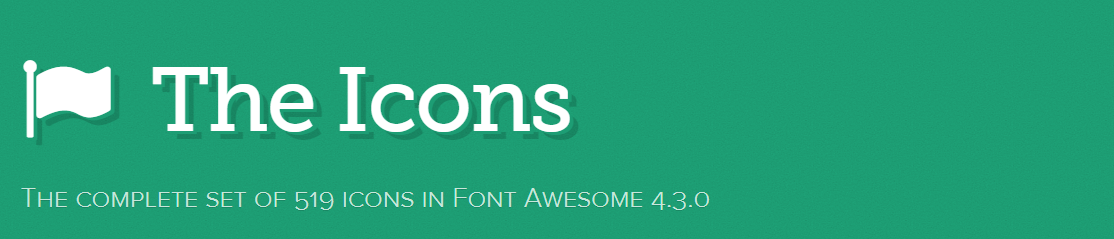 The Icons
The complete set of 519 icons in Font Awesome 4.3.0